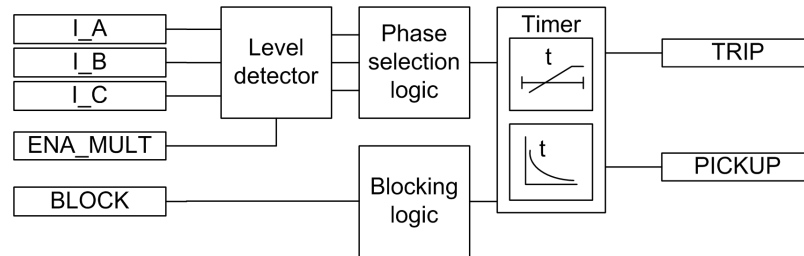 I_A
I_B
I_C
ENA_MULT
BLOCK
Level
detector
Phase
selection
logic
Blocking
logic
Timer
t
t
TRIP
PICKUP